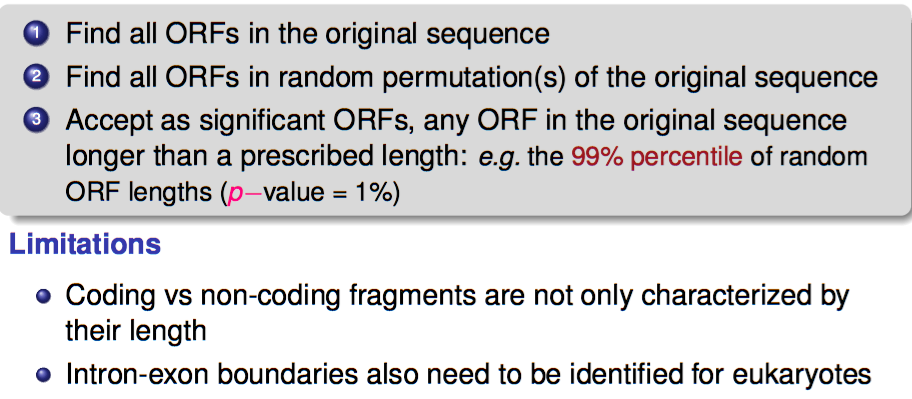 1 Find all ORFs in the original sequence
2 Find all ORFs in random permutation(s) of the original sequence
3 Accept as significant ORFs, any ORF in the original sequence
longer than a prescribed length: e.g. the 99% percentile of random
ORF lengths (p−value = 1%)
Limitations
Coding vs non-coding fragments are not only characterized by
their length
Intron-exon boundaries also need to be identified for eukaryotes